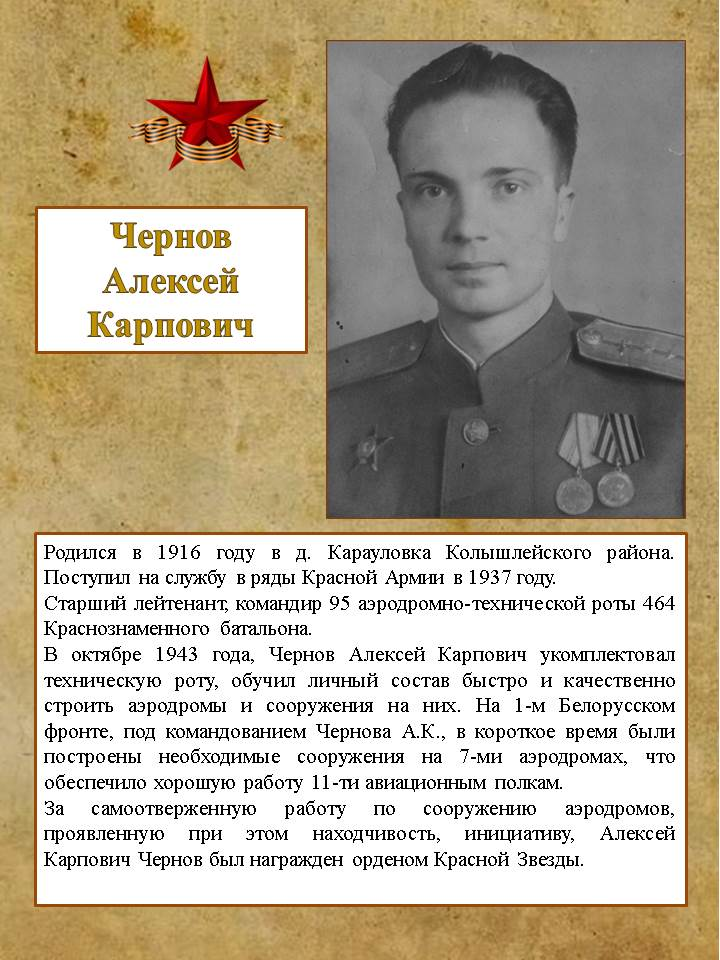 Чернов
Алексей
Карпович
Родился в 1916 году в д. Карауловка Колышлейского района.
Поступил на службу в ряды Красной Армии в 1937 году.
Старший лейтенант, командир 95 аэродромно-технической роты 464
Краснознаменного батальона.
В октябре 1943 года, Чернов Алексей Карпович укомплектовал
техническую роту, обучил личный состав быстро и качественно
строить аэродромы и сооружения на них. На 1-м Белорусском
фронте, под командованием Чернова А.К., в короткое время были
построены необходимые сооружения на 7-ми аэродромах, что
обеспечило хорошую работу 11-ти авиационным полкам.
За самоотверженную работу по сооружению аэродромов,
проявленную при этом находчивость, инициативу, Алексей
Карпович Чернов был награжден орденом Красной Звезды.